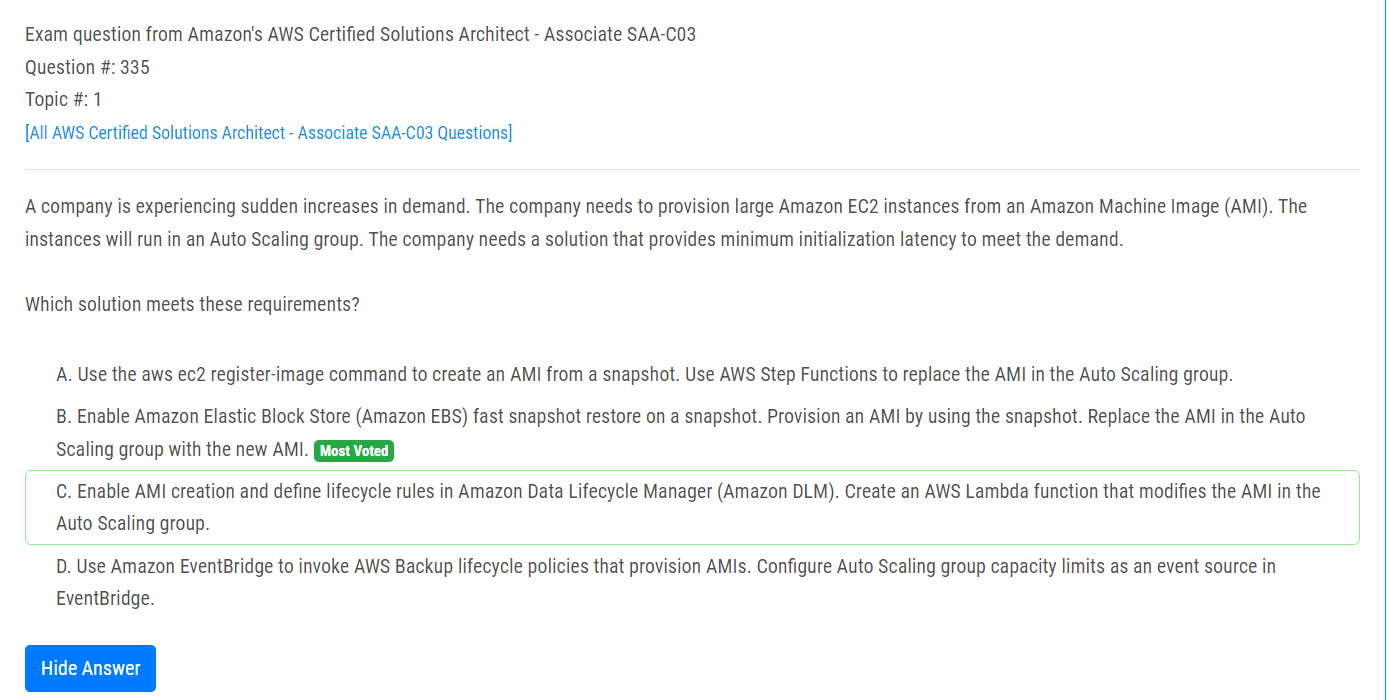 Exam question from Amazon's AWS Certified Solutions Architect - Associate SAA-C03
Question #: 335
Topic #: 1
[All AWS Certified Solutions Architect - Associate SAA-C03 Questions]
A company is experiencing sudden increases in demand. The company needs to provision large Amazon EC2 instances from an Amazon Machine Image (AMI). The
instances will run in an Auto Scaling group. The company needs a solution that provides minimum initialization latency to meet the demand.
Which solution meets these requirements?
A. Use the aws ec2 register-image command to create an AMI from a snapshot. Use AWS Step Functions to replace the AMI in the Auto Scaling group.
B. Enable Amazon Elastic Block Store (Amazon EBS) fast snapshot restore on a snapshot. Provision an AMI by using the snapshot. Replace the AMI in the Auto
Scaling group with the new AMI. Most Voted
C. Enable AMI creation and define lifecycle rules in Amazon Data Lifecycle Manager (Amazon DLM). Create an AWS Lambda function that modifies the AMI in the
Auto Scaling group.
D. Use Amazon EventBridge to invoke AWS Backup lifecycle policies that provision AMIs. Configure Auto Scaling group capacity limits as an event source in
EventBridge.
Hide Answer